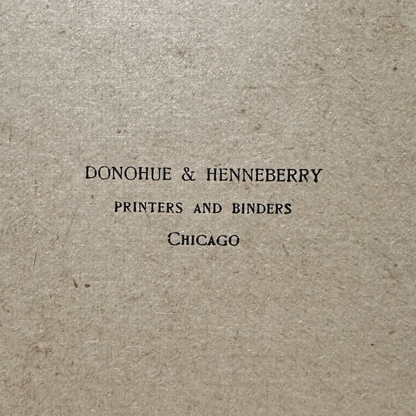 DONOHUE & HENNEBERRY
PRINTERS AND BINDERS
CHICAGO